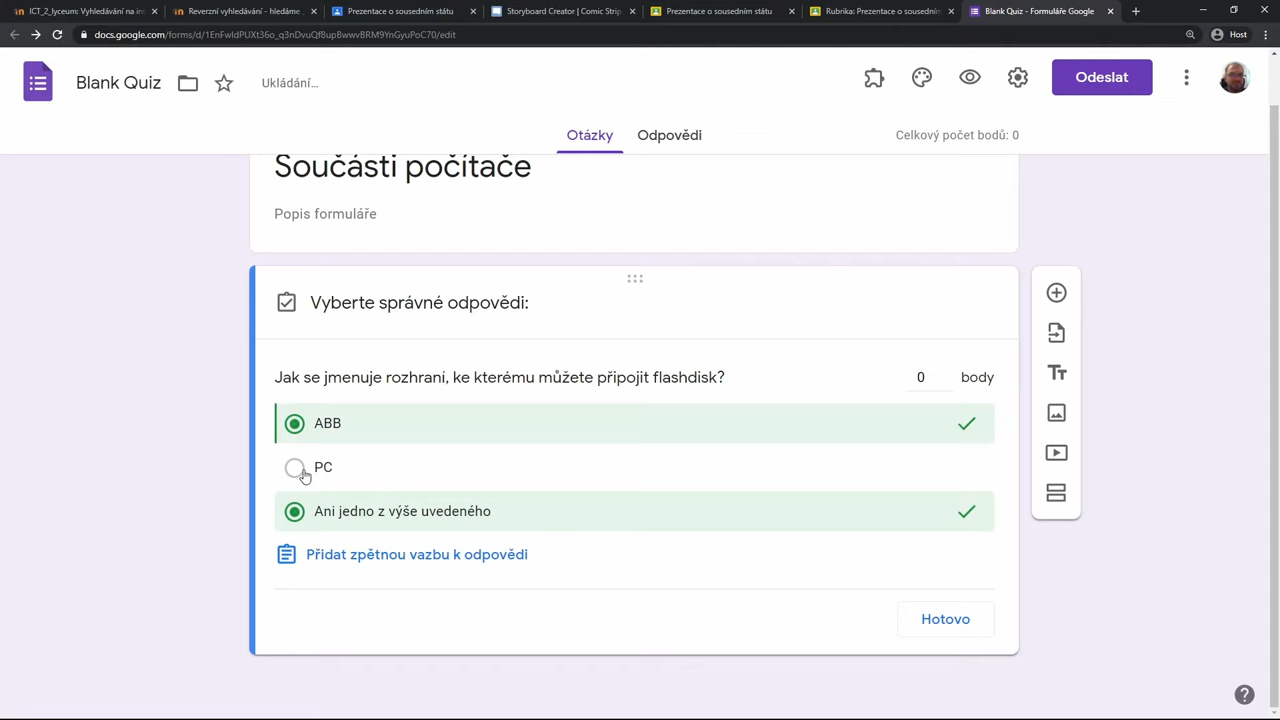 ICT_2_lyceum: Vyhledávání na in
Reverzní vyhledávání - hledáme
Prezentace o sousedním státu
Storyboard Creator | Comic Strip
Prezentace o sousedním státu
Rubrika: Prezentace o sousedním
Blank Quiz - Formuláře Google
docs.google.com/forms/d/1EnFwldPUXt36o_q3nDvuQf8upBwwvBRM9YnGyuPoC70/edit
Host
Blank Quiz
Ukládání...
Odeslat
Otázky
Odpovědi
Celkový počet bodů: 0
Součásti počítače
Popis formuláře
Vyberte správné odpovědi:
Jak se jmenuje rozhraní, ke kterému můžete připojit flashdisk?
0 body
ABB
PC
Ani jedno z výše uvedeného
Přidat zpětnou vazbu k odpovědi
Hotovo